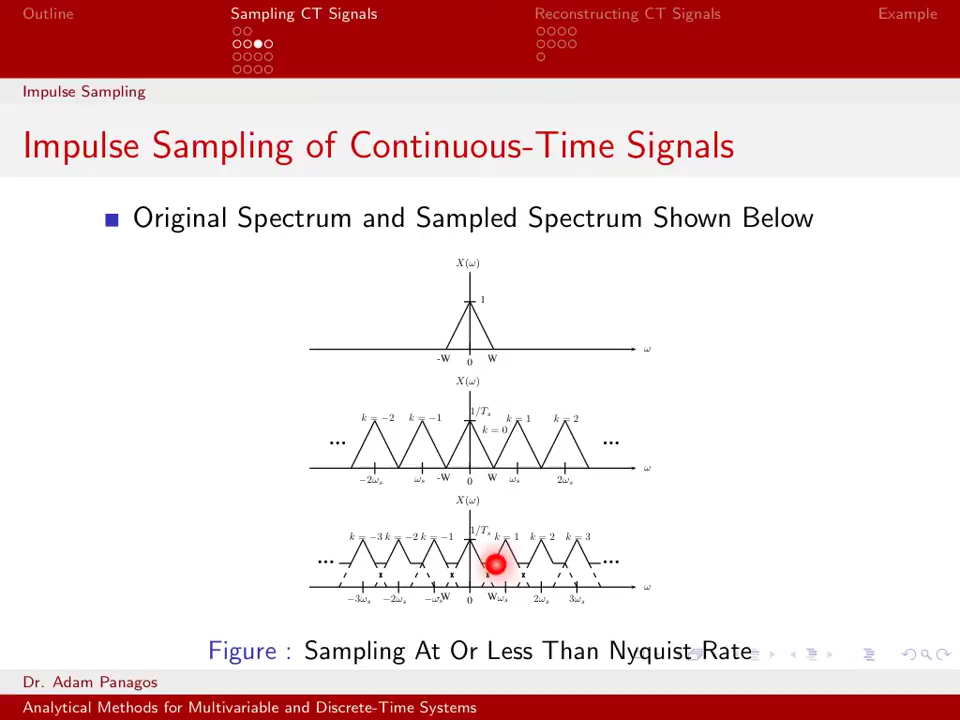 Outline Sampling CT Signals Reconstructing CT Signals Example
Impulse Sampling
Impulse Sampling of Continuous-Time Signals
Original Spectrum and Sampled Spectrum Shown Below
X(ω)
1
-W 0 W ω
X(ω)
k = −2 k = −1 1/Tₛ k = 1 k = 2
k = 0
... ...
−2ωₛ ωₛ -W 0 W ωₛ 2ωₛ ω
X(ω)
k = −3 k = −2 k = −1 1/Tₛ k = 1 k = 2 k = 3
... ...
−3ωₛ −2ωₛ −ωₛ W 0 W ωₛ 2ωₛ 3ωₛ ω
Figure : Sampling At Or Less Than Nyquist Rate
Dr. Adam Panagos
Analytical Methods for Multivariable and Discrete-Time Systems